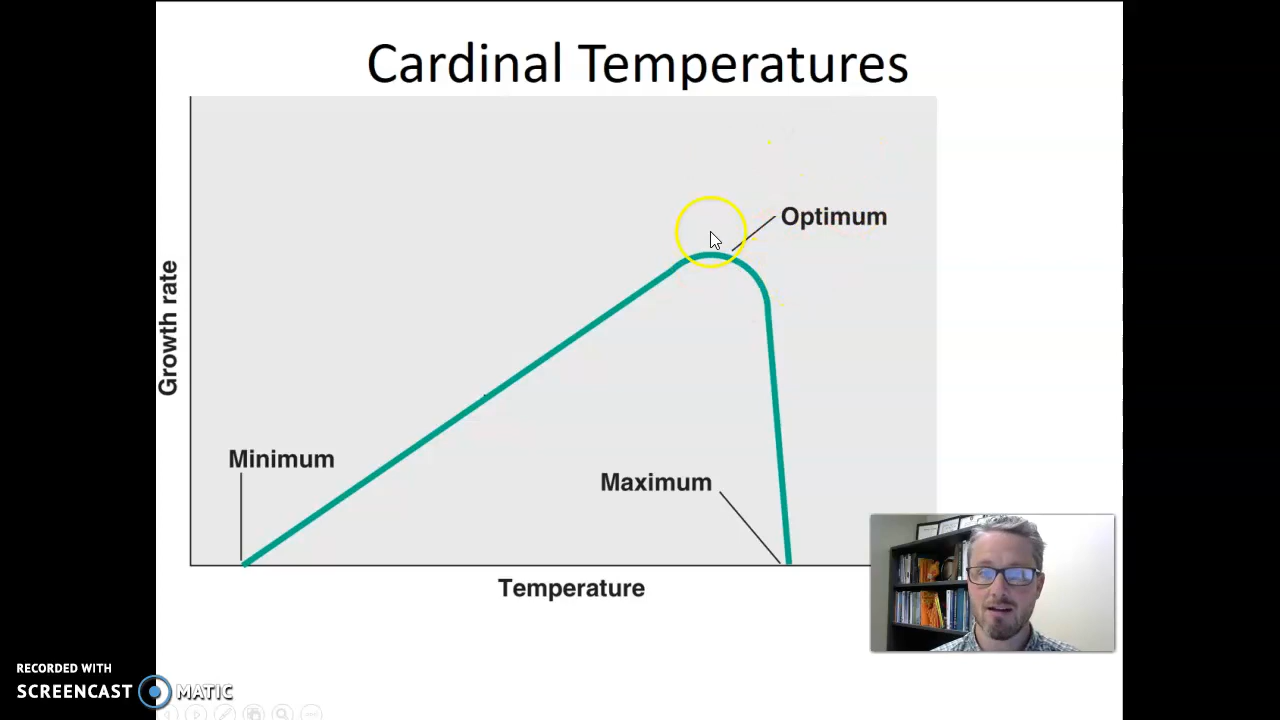 Cardinal Temperatures
Optimum
Growth rate
Minimum
Maximum
Temperature
RECORDED WITH
SCREENCAST MATIC